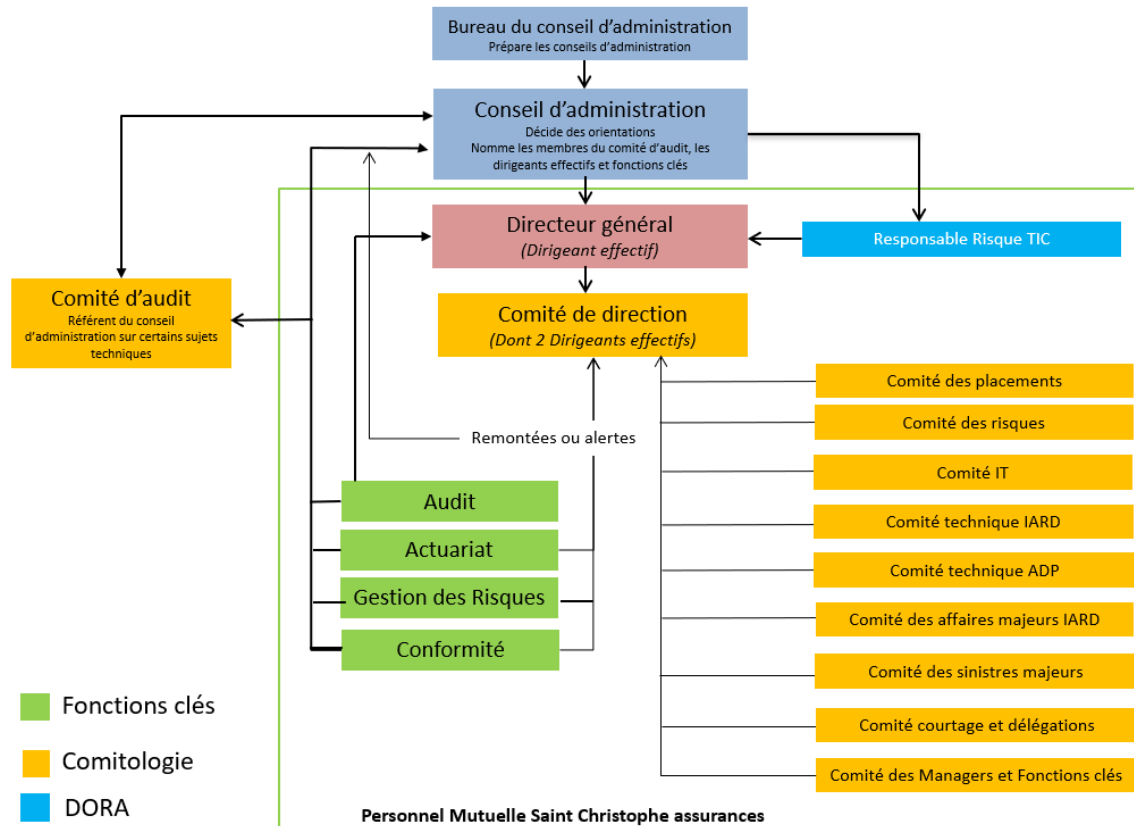 Bureau du conseil d'administration
Prépare les conseils d'administration
Conseil d'administration
Décide des orientations
Nomme les membres du comité d'audit, les
dirigeants effectifs et fonctions clés
Directeur général
(Dirigeant effectif)
Responsable Risque TIC
Comité d'audit
Référent du conseil
d'administration sur certains sujets
techniques
Comité de direction
(Dont 2 Dirigeants effectifs)
Comité des placements
Comité des risques
Remontées ou alertes
Comité IT
Audit
Comité technique IARD
Actuariat
Comité technique ADP
Gestion des Risques
Comité des affaires majeurs IARD
Conformité
Comité des sinistres majeurs
Fonctions clés
Comité courtage et délégations
Comitologie
Comité des Managers et Fonctions clés
DORA
Personnel Mutuelle Saint Christophe assurances